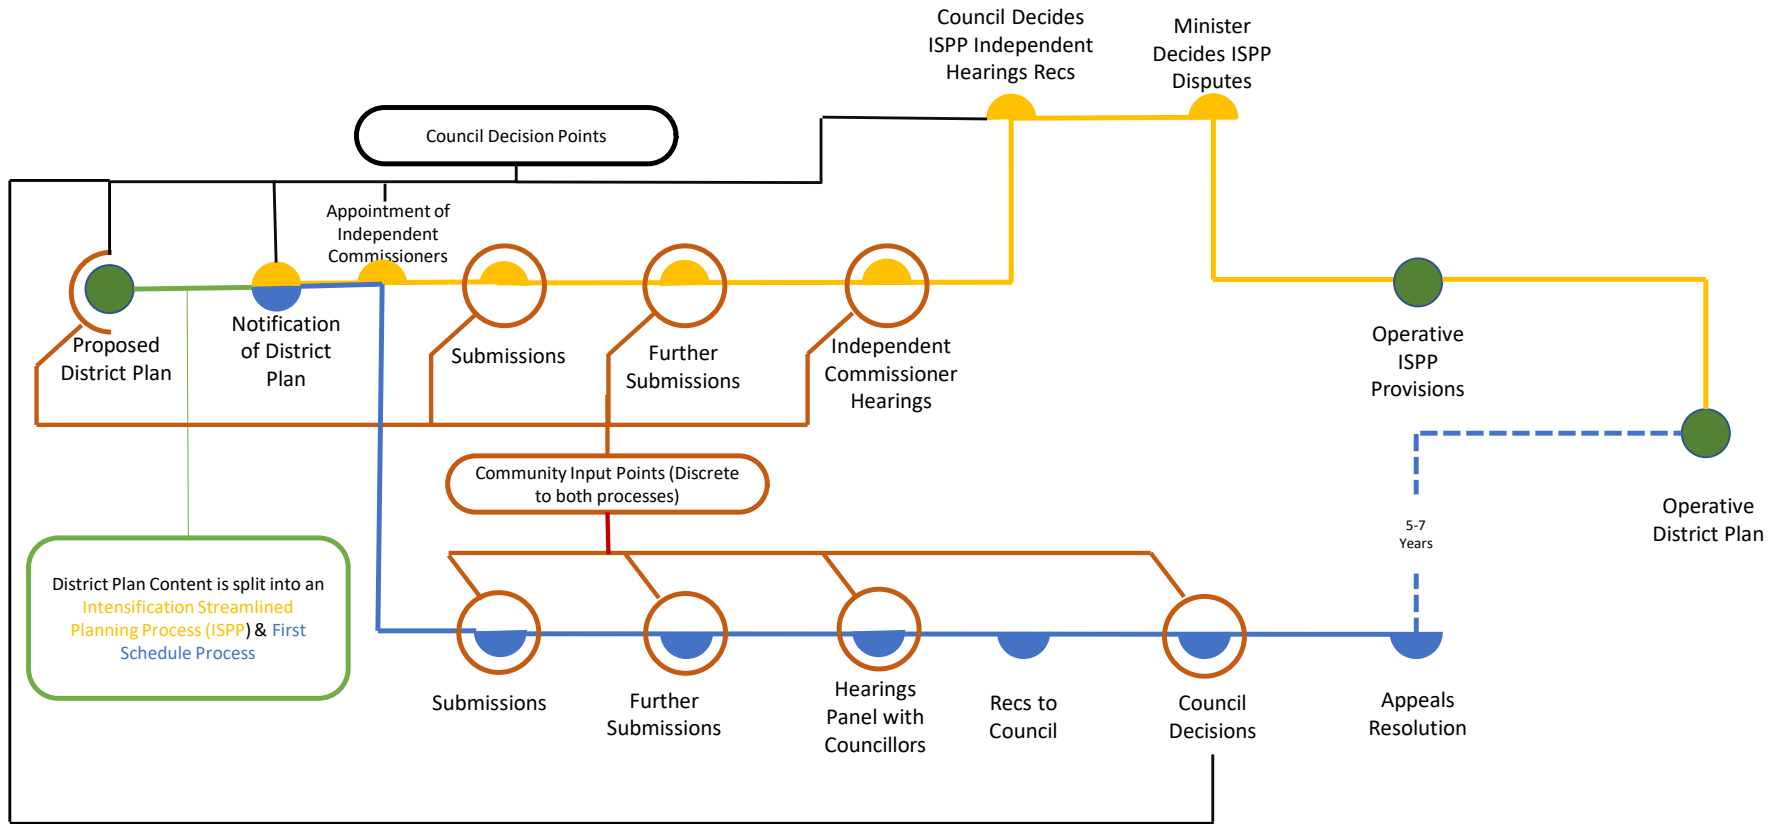 Council Decides
ISPP Independent
Hearings Recs
Minister
Decides ISPP
Disputes
Council Decision Points
Appointment of
Independent
Commissioners
Proposed
District Plan
Notification
of District
Plan
Submissions
Further
Submissions
Independent
Commissioner
Hearings
Operative
ISPP
Provisions
Community Input Points (Discrete
to both processes)
Operative
District Plan
5-7
Years
District Plan Content is split into an
Intensification Streamlined
Planning Process (ISPP) & First
Schedule Process
Submissions
Further
Submissions
Hearings
Panel with
Councillors
Recs to
Council
Council
Decisions
Appeals
Resolution